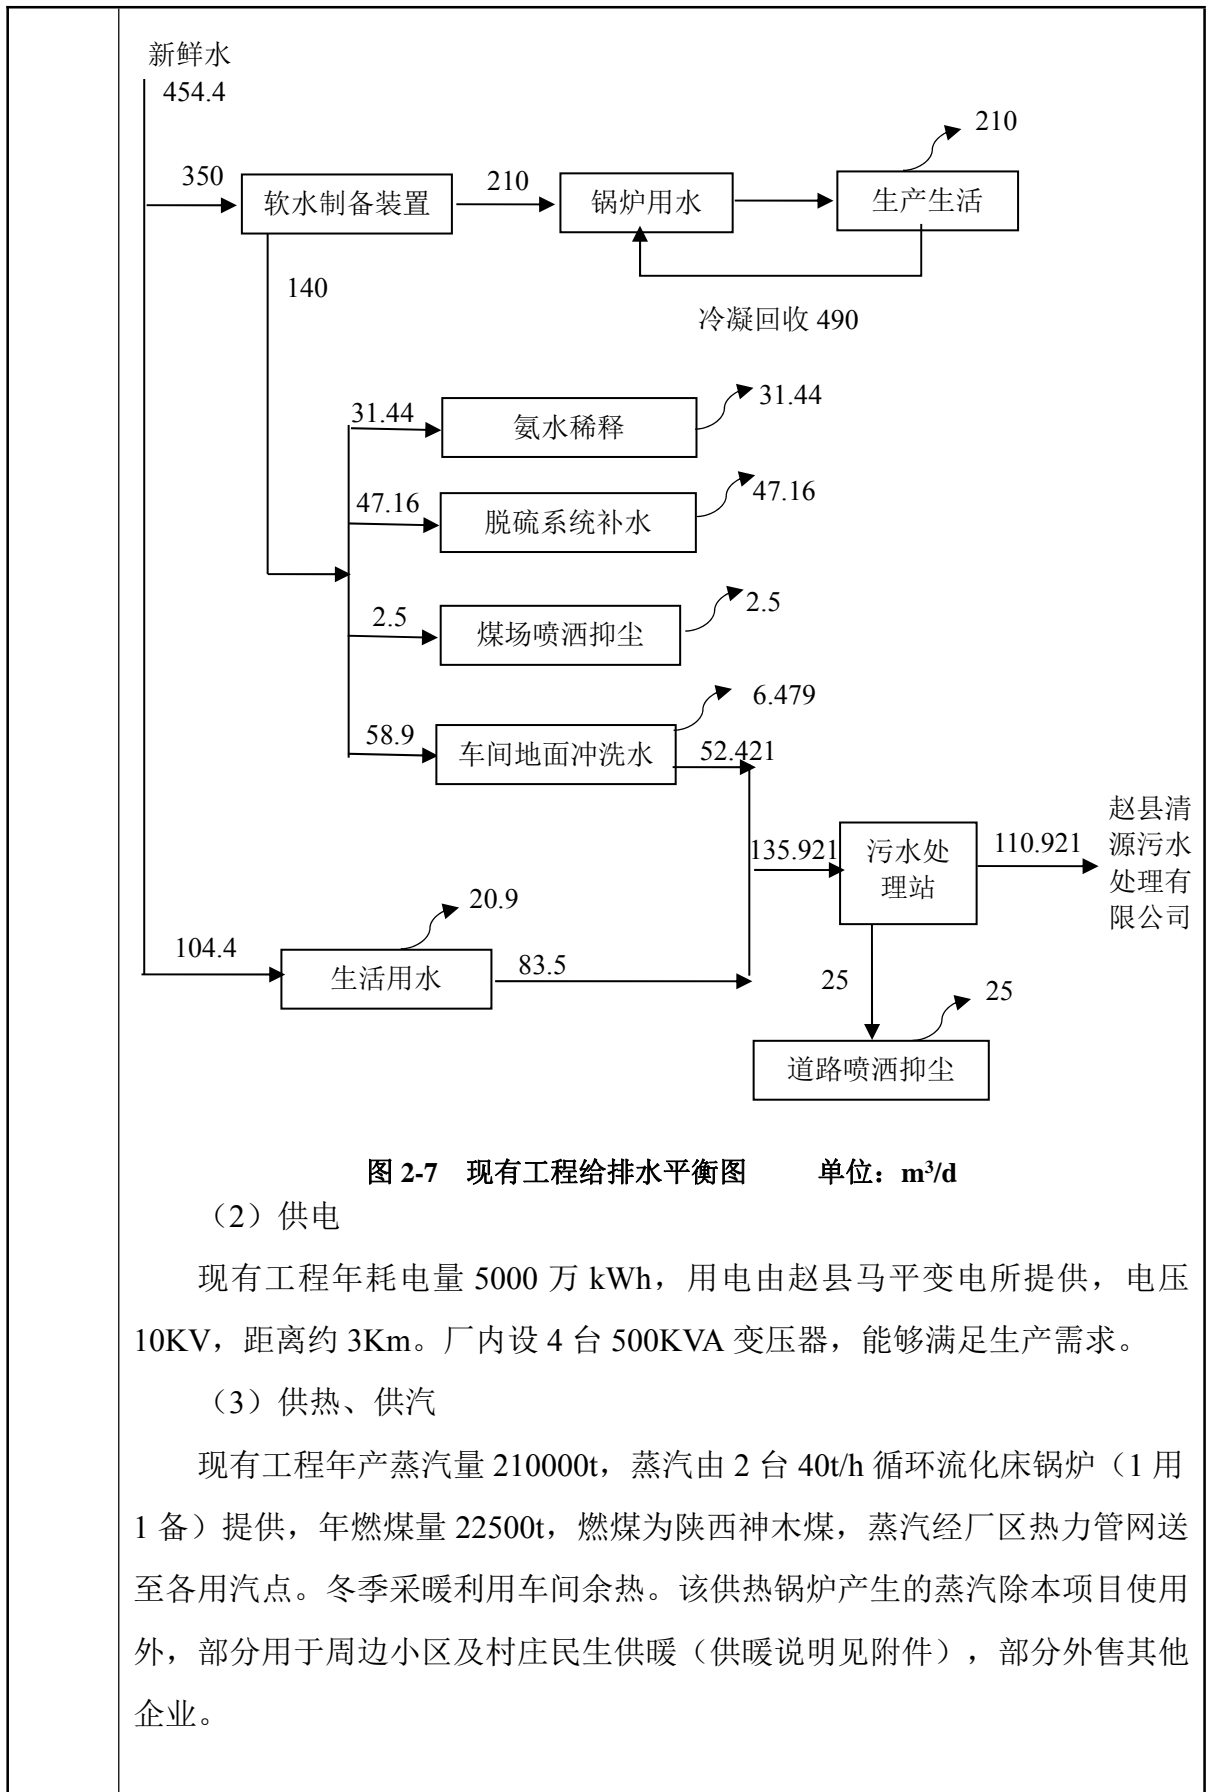 新鲜水
454.4
350
软水制备装置
210
锅炉用水
生产生活
210
140
冷凝回收 490
31.44
氨水稀释
31.44
47.16
脱硫系统补水
47.16
2.5
煤场喷洒抑尘
2.5
58.9
车间地面冲洗水
6.479
52.421
135.921
污水处
理站
110.921
赵县清
源污水
处理有
限公司
104.4
生活用水
20.9
83.5
25
25
道路喷洒抑尘
图 2-7 现有工程给排水平衡图 单位：m³/d
（2）供电
现有工程年耗电量 5000 万 kWh，用电由赵县马平变电所提供，电压
10KV，距离约 3Km。厂内设 4 台 500KVA 变压器，能够满足生产需求。
（3）供热、供汽
现有工程年产蒸汽量 210000t，蒸汽由 2 台 40t/h 循环流化床锅炉（1 用
1 备）提供，年燃煤量 22500t，燃煤为陕西神木煤，蒸汽经厂区热力管网送
至各用汽点。冬季采暖利用车间余热。该供热锅炉产生的蒸汽除本项目使用
外，部分用于周边小区及村庄民生供暖（供暖说明见附件），部分外售其他
企业。